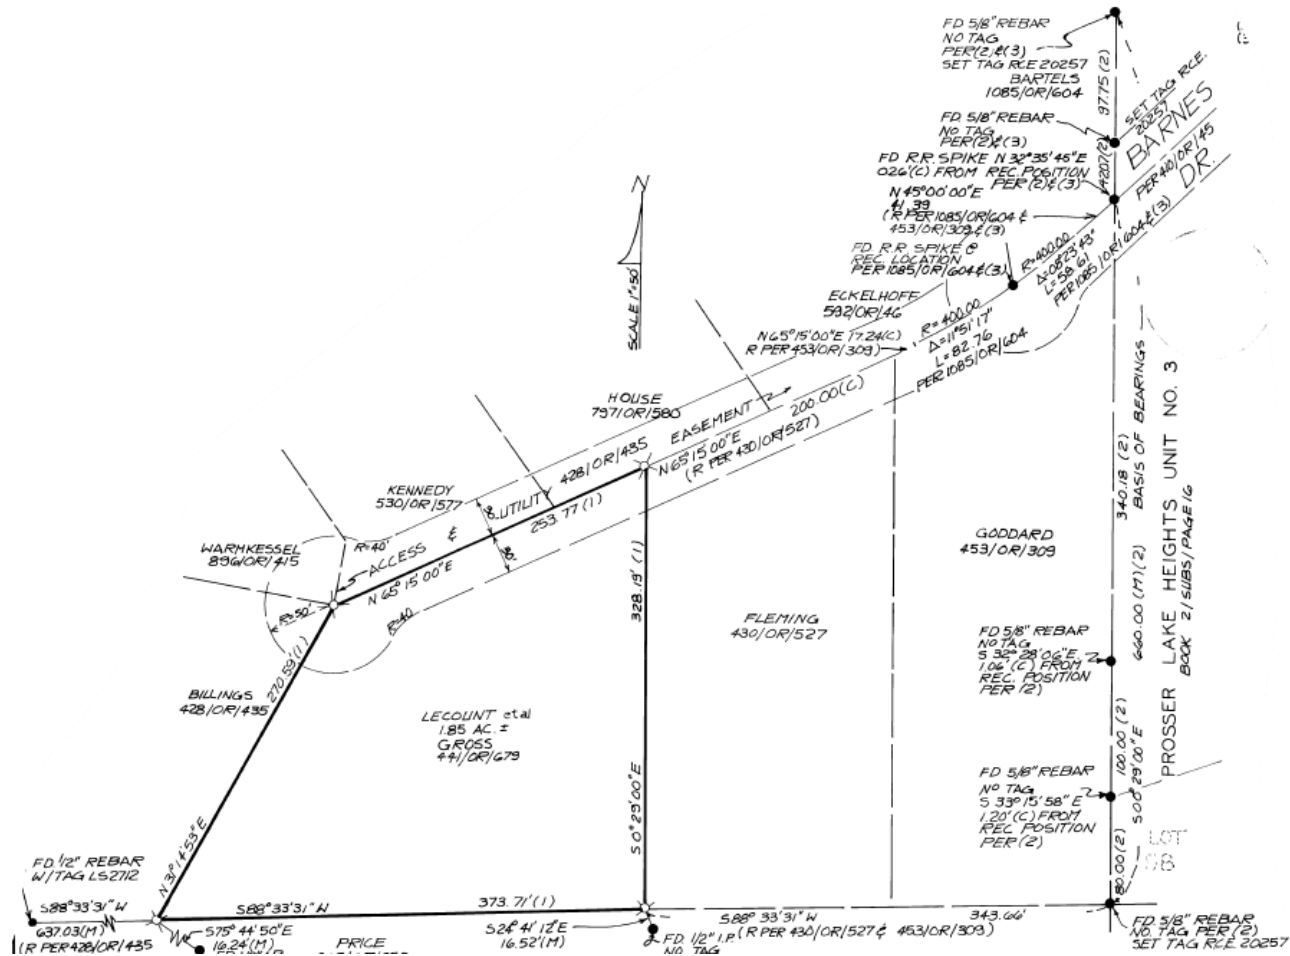 FD 5/8" REBAR
NO TAG
PER(2)&(3)
SET TAG RCE 20257
BARTELS
1085/OR/604
97.75 (2)
SET TAG RCE.
20257
BARNES
DR.
PER 410/OR/45
FD 5/8" REBAR
NO TAG
PER(2)&(3)
42.07(2)
FD R.R. SPIKE N 32°35'45"E
0.26'(C) FROM REC. POSITION
PER (2)&(3)
N 45°00'00"E
41.39
(R PER 1085/OR/604 &
453/OR/309 & (3)
FD R.R. SPIKE @
REC. LOCATION
PER 1085/OR/604 & (3)
R=400.00
Δ=08°23'43"
L=58.61
PER 1085/OR/604 & (3)
ECKELHOFF
592/OR/46
N65°15'00"E 17.24(C)
R PER 453/OR/309)
R=400.00
Δ=11°51'17"
L=82.76
PER 1085/OR/604
N
SCALE 1"=50'
HOUSE
797/OR/580
428/OR/435
EASEMENT
200.00(C)
N65°15'00"E
(R PER 430/OR/527)
KENNEDY
530/OR/577
UTILITY
253.77(1)
WARMKESSEL
896/OR/415
R=40'
ACCESS &
N 65°15'00"E
R=50'
R=40
BILLINGS
428/OR/435
270.59'(1)
N 31°14'53"E
LECOUNT etal
1.85 AC. ±
GROSS
441/OR/679
328.19' (1)
S0°29'00"E
FLEMING
430/OR/527
GODDARD
453/OR/309
340.18 (2)
BASIS OF BEARINGS
660.00 (M)(2)
S00°29'00"E
PROSSER LAKE HEIGHTS UNIT NO. 3
BOOK 2/SUBS/PAGE 16
FD 5/8" REBAR
NO TAG
S 32°28'06"E
1.06' (C) FROM
REC. POSITION
PER (2)
100.00 (2)
FD 5/8" REBAR
NO TAG
S 33°15'58"E
1.20'(C) FROM
REC POSITION
PER (2)
80.00 (2)
LOT
FD 1/2" REBAR
W/TAG LS2712
S88°33'31"W
637.03(M)
(R PER 428/OR/435
S88°33'31"W
373.71'(1)
S75°44'50"E
16.24'(M)
PRICE
S24°41'12"E
16.52'(M)
FD. 1/2" I.P.
NO TAG
S88°33'31"W
343.66'
(R PER 430/OR/527 & 453/OR/309)
FD 5/8" REBAR
NO. TAG PER (2)
SET TAG RCE 20257